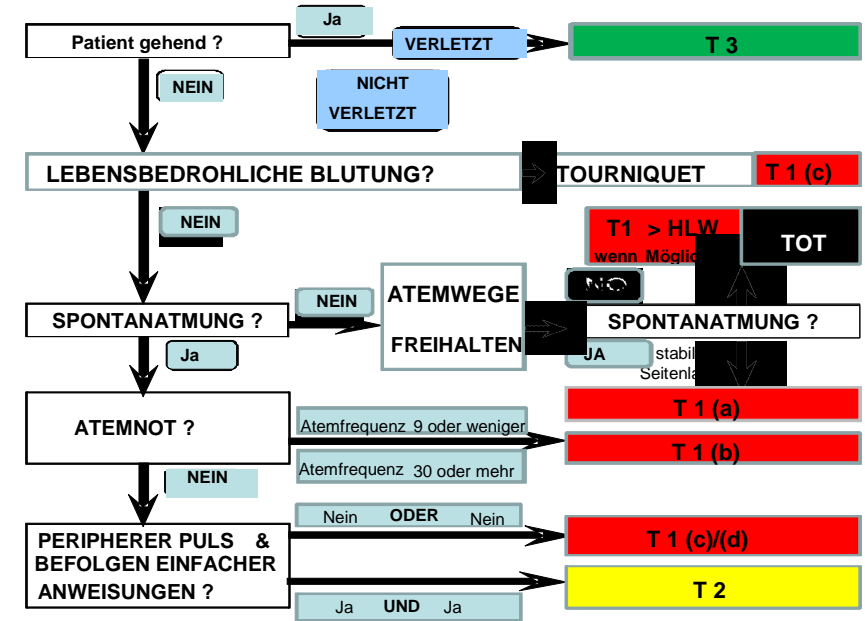 Ja
Patient gehend ?
VERLETZT
T 3
NEIN
NICHT
VERLETZT
LEBENSBEDROHLICHE BLUTUNG?
TOURNIQUET
T 1 (c)
NEIN
T1 > HLW
wenn
TOT
ATEMWEGE
FREIHALTEN
NEIN
SPONTANATMUNG ?
SPONTANATMUNG ?
Ja
JA
ATEMNOT ?
Atemfrequenz 9 oder weniger
T 1 (a)
T 1 (b)
Atemfrequenz 30 oder mehr
NEIN
Nein ODER Nein
PERIPHERER PULS &
BEFOLGEN EINFACHER
ANWEISUNGEN ?
T 1 (c)/(d)
T 2
Ja UND Ja